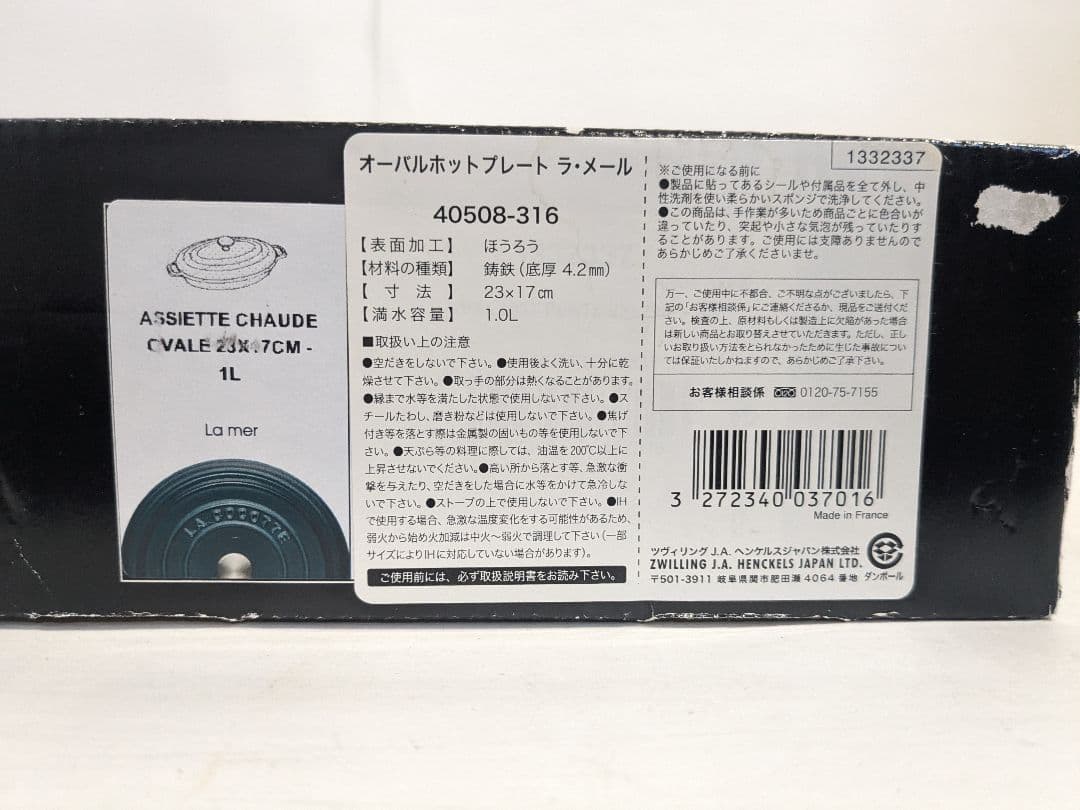 ASSIETTE CHAUDE
OVALE 23X17CM -
1L
La mer
LA COCOTTE
オーバルホットプレート ラ・メール
40508-316
【表面加工】 ほうろう
【材料の種類】 鋳鉄(底厚 4.2㎜)
【寸法】 23×17㎝
【満水容量】 1.0L
■取扱い上の注意
●空だきをしないで下さい。●使用後よく洗い、十分に乾
燥させて下さい。●取っ手の部分は熱くなることがあります。
●縁まで水等を満たした状態で使用しないで下さい。●ス
チールたわし、磨き粉などは使用しないで下さい。●焦げ
付き等を落とす際は金属製の固いもの等を使用しないで下
さい。●天ぷら等の料理に際しては、油温を200℃以上に
上昇させないでください。●高い所から落とす等、急激な衝
撃を与えたり、空だきをした場合に水等をかけて急冷しな
いで下さい。●ストーブの上で使用しないで下さい。●IH
で使用する場合、急激な温度変化をする可能性があるため、
弱火から始め火加減は中火〜弱火で調理して下さい(一部
サイズによりIHに対応していない場合があります)。
ご使用前には、必ず取扱説明書をお読み下さい。
1332337
※ご使用になる前に
●製品に貼ってあるシールや付属品を全て外し、中
性洗剤を使い柔らかいスポンジで洗浄してください。
●この商品は、手作業が多いため商品ごとに色合いが
違っていたり、突起や小さな気泡が残っていたりす
ることがあります。ご使用には支障ありませんので
あらかじめご了承くださいませ。
万一、ご使用中に不都合、ご不明な点がございましたら、下
記の「お客様相談係」にご連絡くださるか、現品をご送付くださ
い。検査の上、原材料もしくは製造上に欠陥があった場合
は新しい商品とお取り替えさせていただきます。ただし、正し
いお取り扱い方法をとられなかったために生じた事故につい
ては保証いたしかねますので、あらかじめご了承下さい。
お客様相談係 0120-75-7155
3 272340 037016
Made in France
ツヴィリング J.A. ヘンケルスジャパン株式会社
ZWILLING J.A. HENCKELS JAPAN LTD.
〒501-3911 岐阜県関市肥田瀬 4064 番地
ダンボール